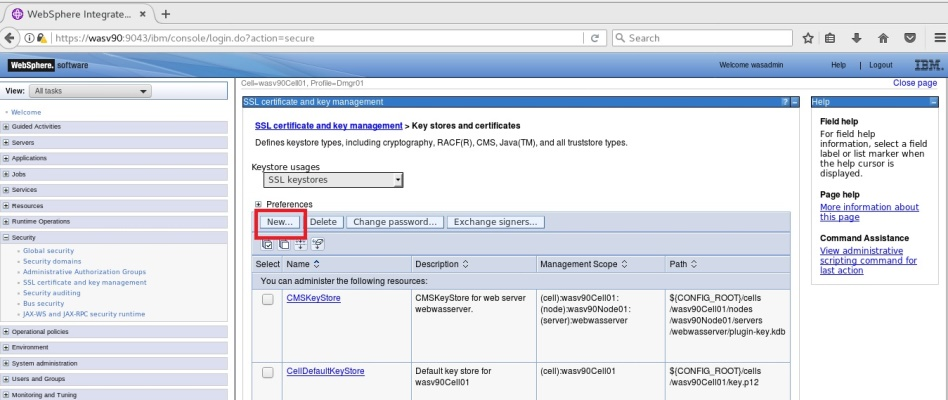 WebSphere Integrate...
https://wasv90:9043/ibm/console/login.do?action=secure
Search
WebSphere. software
Welcome wasadmin
Help | Logout
IBM.
View: All tasks
Cell=wasv90Cell01, Profile=Dmgr01
Close page
Welcome
Guided Activities
Servers
Applications
Jobs
Services
Resources
Runtime Operations
Security
Global security
Security domains
Administrative Authorization Groups
SSL certificate and key management
Security auditing
Bus security
JAX-WS and JAX-RPC security runtime
Operational policies
Environment
System administration
Users and Groups
Monitoring and Tuning
SSL certificate and key management
SSL certificate and key management > Key stores and certificates
Defines keystore types, including cryptography, RACF(R), CMS, Java(TM), and all truststore types.
Keystore usages
SSL keystores
Preferences
New... Delete Change password... Exchange signers...
Select Name Description Management Scope Path
You can administer the following resources:
CMSKeyStore
CMSKeyStore for web server
webwasserver.
(cell):wasv90Cell01:
(node):wasv90Node01:
(server):webwasserver
${CONFIG_ROOT}/cells
/wasv90Cell01/nodes
/wasv90Node01/servers
/webwasserver/plugin-key.kdb
CellDefaultKeyStore
Default key store for
wasv90Cell01
(cell):wasv90Cell01
${CONFIG_ROOT}/cells
/wasv90Cell01/key.p12
Help
Field help
For field help
information, select a field
label or list marker when
the help cursor is
displayed.
Page help
More information about
this page
Command Assistance
View administrative
scripting command for
last action